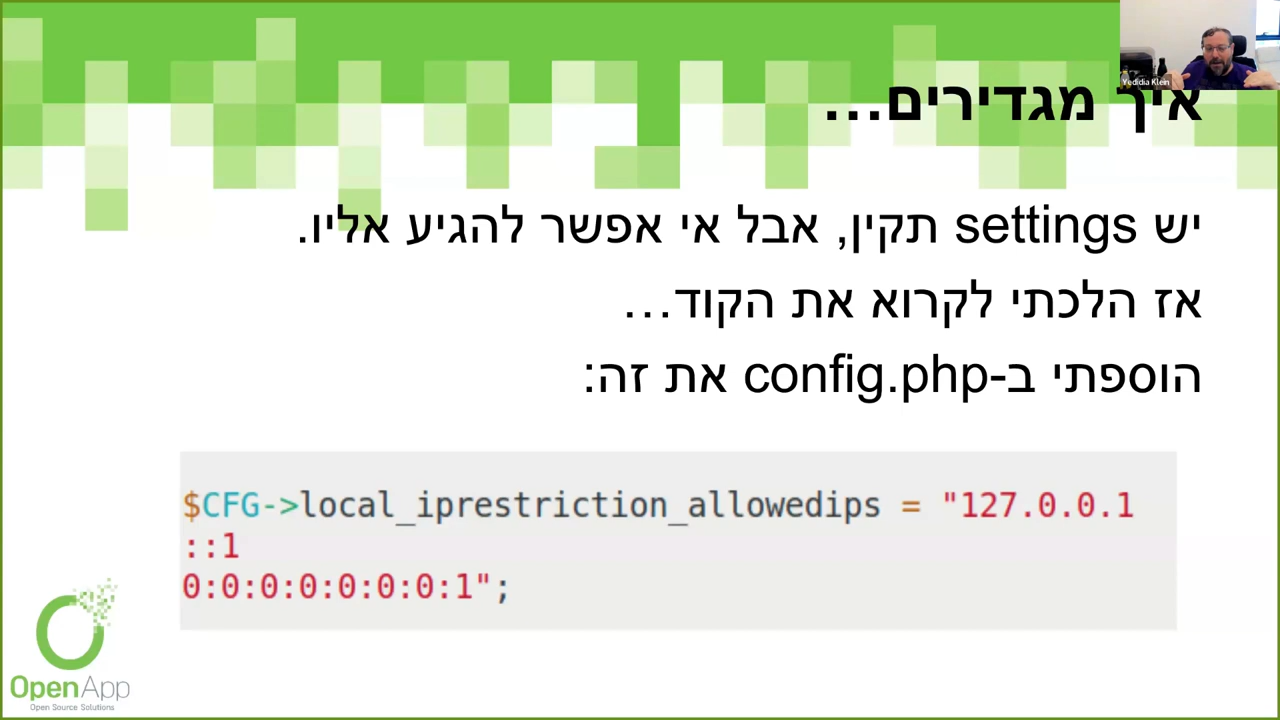 Yedidia Klein
איך מגדירים...
יש settings תקין, אבל אי אפשר להגיע אליו.
אז הלכתי לקרוא את הקוד...
הוספתי ב-config.php את זה:
$CFG->local_iprestriction_allowedips = "127.0.0.1
::1
0:0:0:0:0:0:0:1";
OpenApp
Open Source Solutions